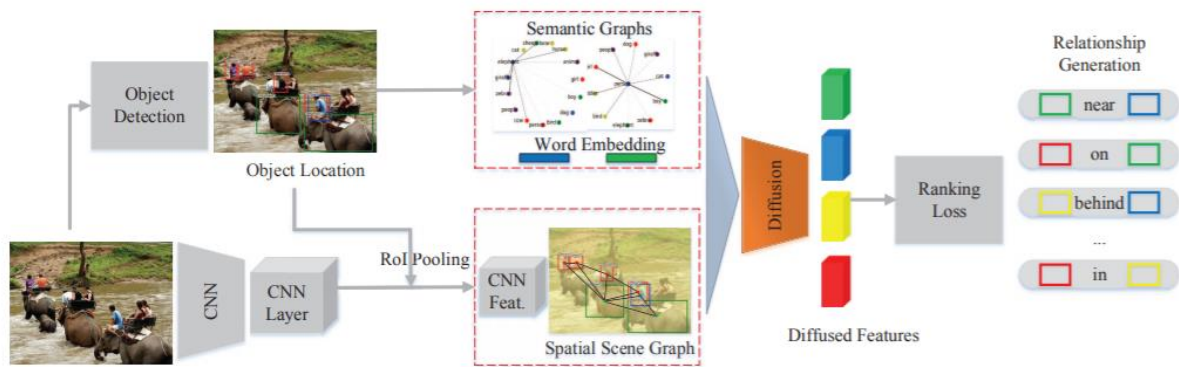 Object
Detection
Object Location
CNN
CNN
Layer
RoI Pooling
Semantic Graphs
Word Embedding
CNN
Feat.
Spatial Scene Graph
Diffusion
Diffused Features
Ranking
Loss
Relationship
Generation
near
on
behind
...
in